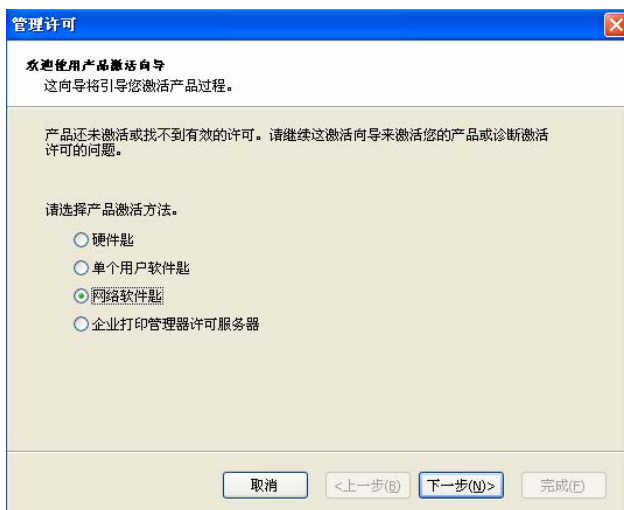 管理许可
欢迎使用产品激活向导
这向导将引导您激活产品过程。
产品还未激活或找不到有效的许可。请继续这激活向导来激活您的产品或诊断激活
许可的问题。
请选择产品激活方法。
硬件匙
单个用户软件匙
网络软件匙
企业打印管理器许可服务器
取消 <上一步(B) 下一步(N)> 完成(F)